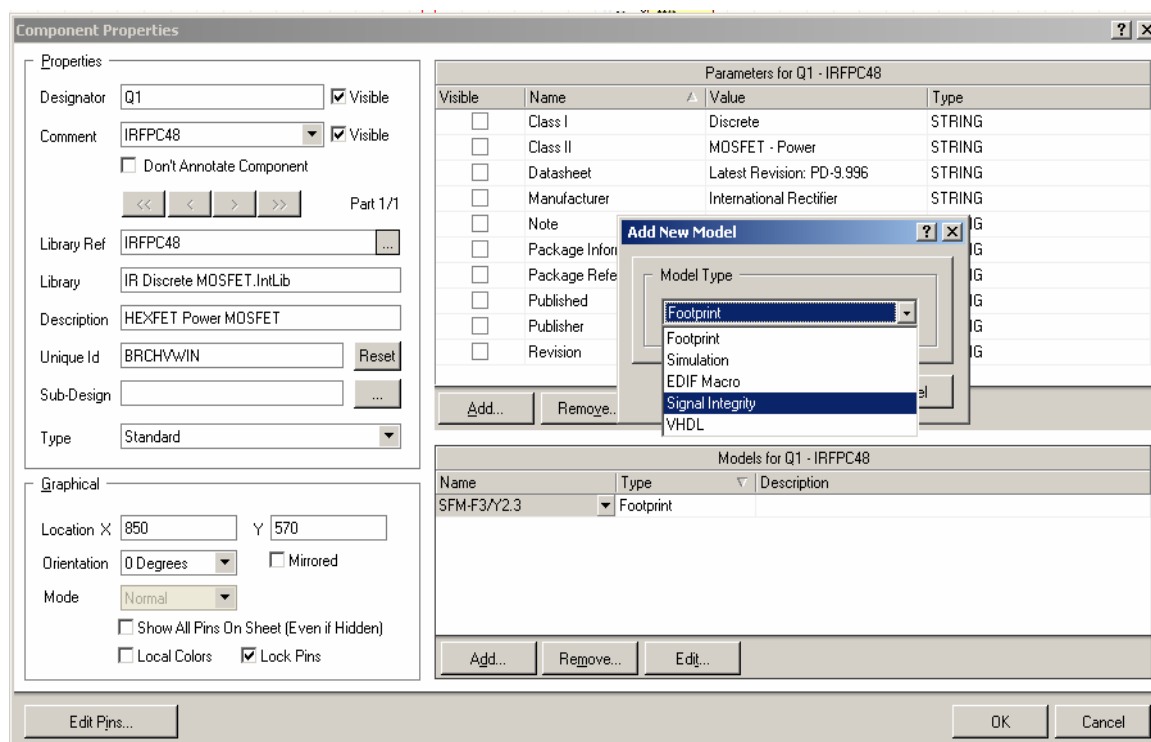 Component Properties
Properties
Designator Q1 Visible
Comment IRFPC48 Visible
Don't Annotate Component
<< < > >> Part 1/1
Library Ref IRFPC48 ...
Library IR Discrete MOSFET.IntLib
Description HEXFET Power MOSFET
Unique Id BRCHVWIN Reset
Sub-Design ...
Type Standard
Graphical
Location X 850 Y 570
Orientation 0 Degrees Mirrored
Mode Normal
Show All Pins On Sheet (Even if Hidden)
Local Colors Lock Pins
Parameters for Q1 - IRFPC48
Visible Name Value Type
Class I Discrete STRING
Class II MOSFET - Power STRING
Datasheet Latest Revision: PD-9.996 STRING
Manufacturer International Rectifier STRING
Note
Package Infor
Package Refe
Published
Publisher
Revision
Add... Remove..
Add New Model
Model Type
Footprint
Footprint
Simulation
EDIF Macro
Signal Integrity
VHDL
Models for Q1 - IRFPC48
Name Type Description
SFM-F3/Y2.3 Footprint
Add... Remove... Edit...
Edit Pins... OK Cancel